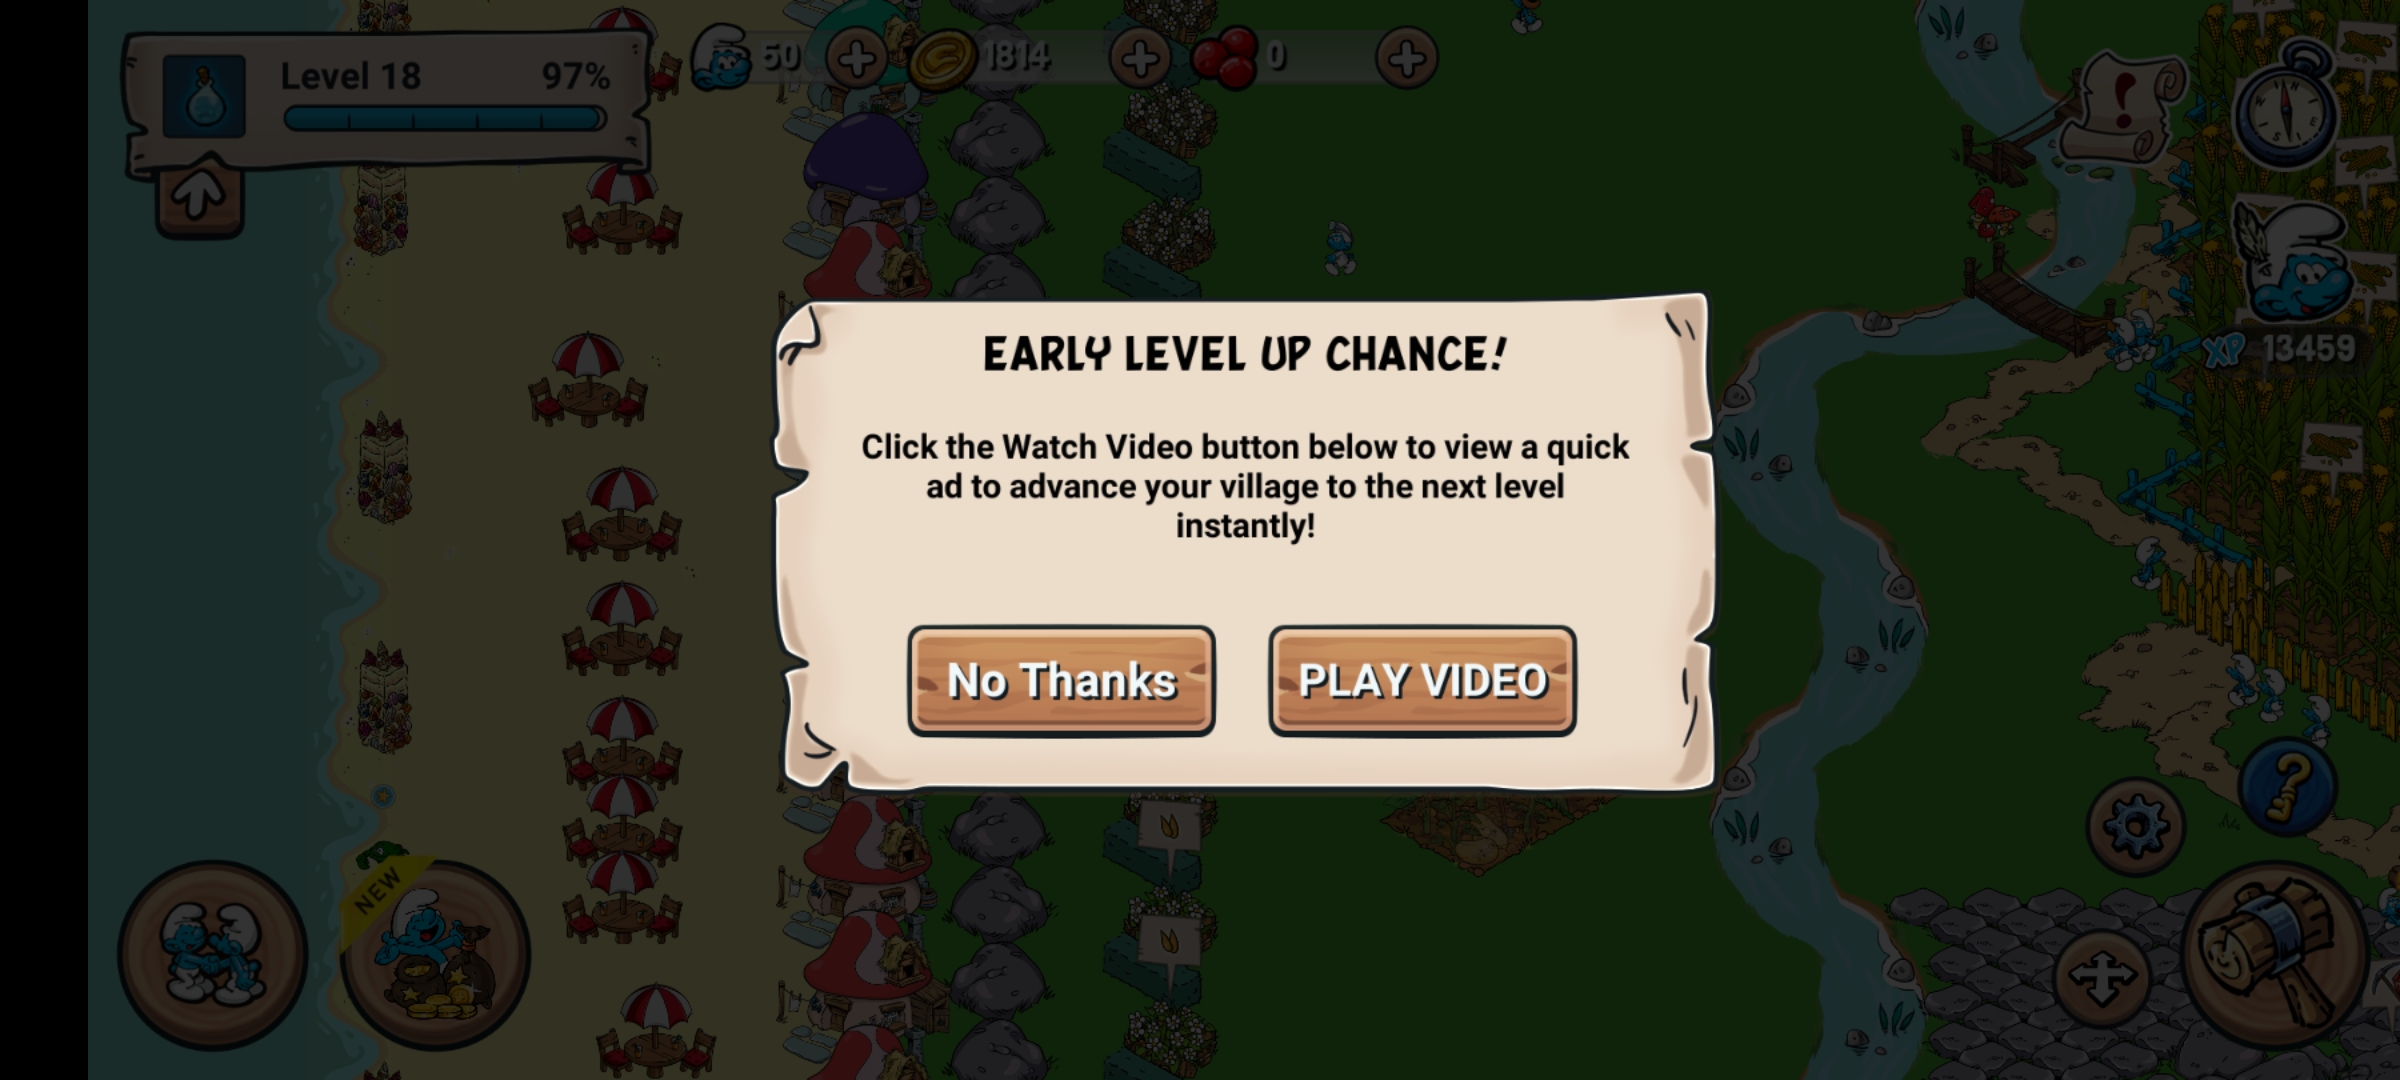 Level 18 97%
50
1814
0
XP 13459
EARLY LEVEL UP CHANCE!
Click the Watch Video button below to view a quick
ad to advance your village to the next level
instantly!
No Thanks
PLAY VIDEO
NEW